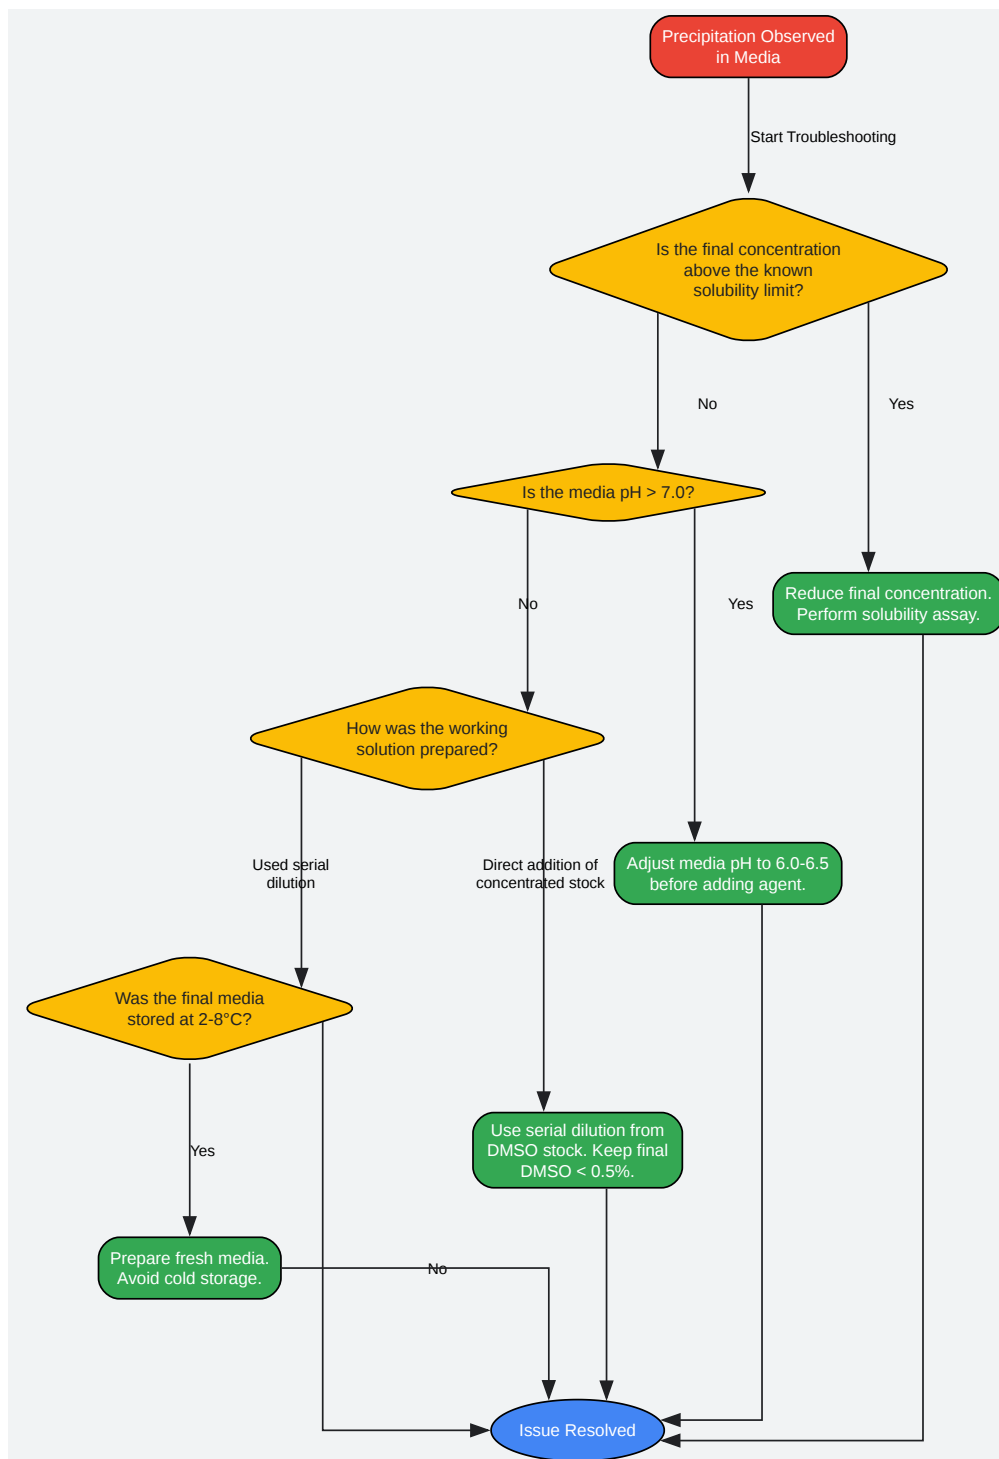 Precipitation Observed
in Media
Start Troubleshooting
Is the final concentration
above the known
solubility limit?
No
Yes
Is the media pH > 7.0?
Reduce final concentration.
Perform solubility assay.
No
Yes
How was the working
solution prepared?
Used serial
dilution
Direct addition of
concentrated stock
Adjust media pH to 6.0-6.5
before adding agent.
Was the final media
stored at 2-8°C?
Yes
Use serial dilution from
DMSO stock. Keep final
DMSO < 0.5%.
Prepare fresh media.
Avoid cold storage.
No
Issue Resolved